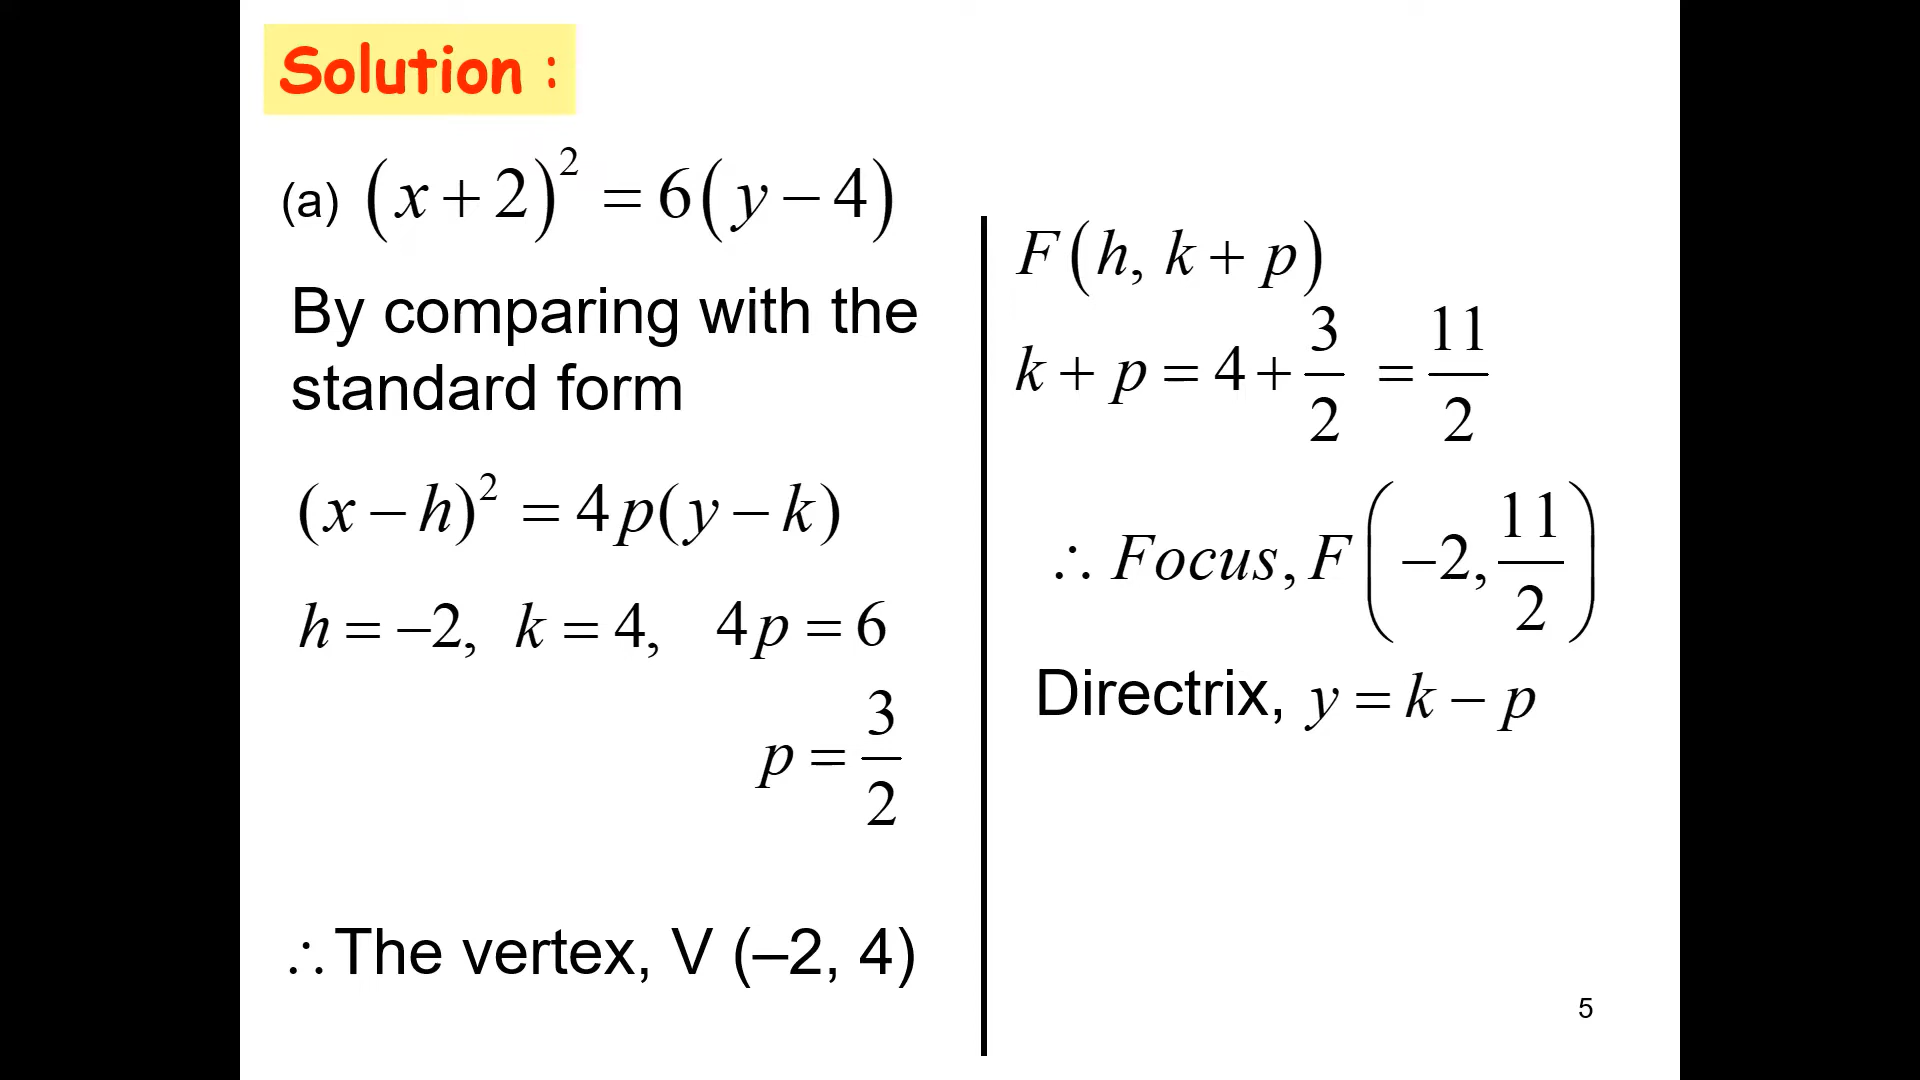 Solution :
(a) (x + 2)² = 6(y − 4)
By comparing with the
standard form
(x − h)² = 4p(y − k)
h = −2, k = 4, 4p = 6
p = 3/2
∴ The vertex, V (–2, 4)
F(h, k + p)
k + p = 4 + 3/2 = 11/2
∴ Focus, F(−2, 11/2)
Directrix, y = k − p
5